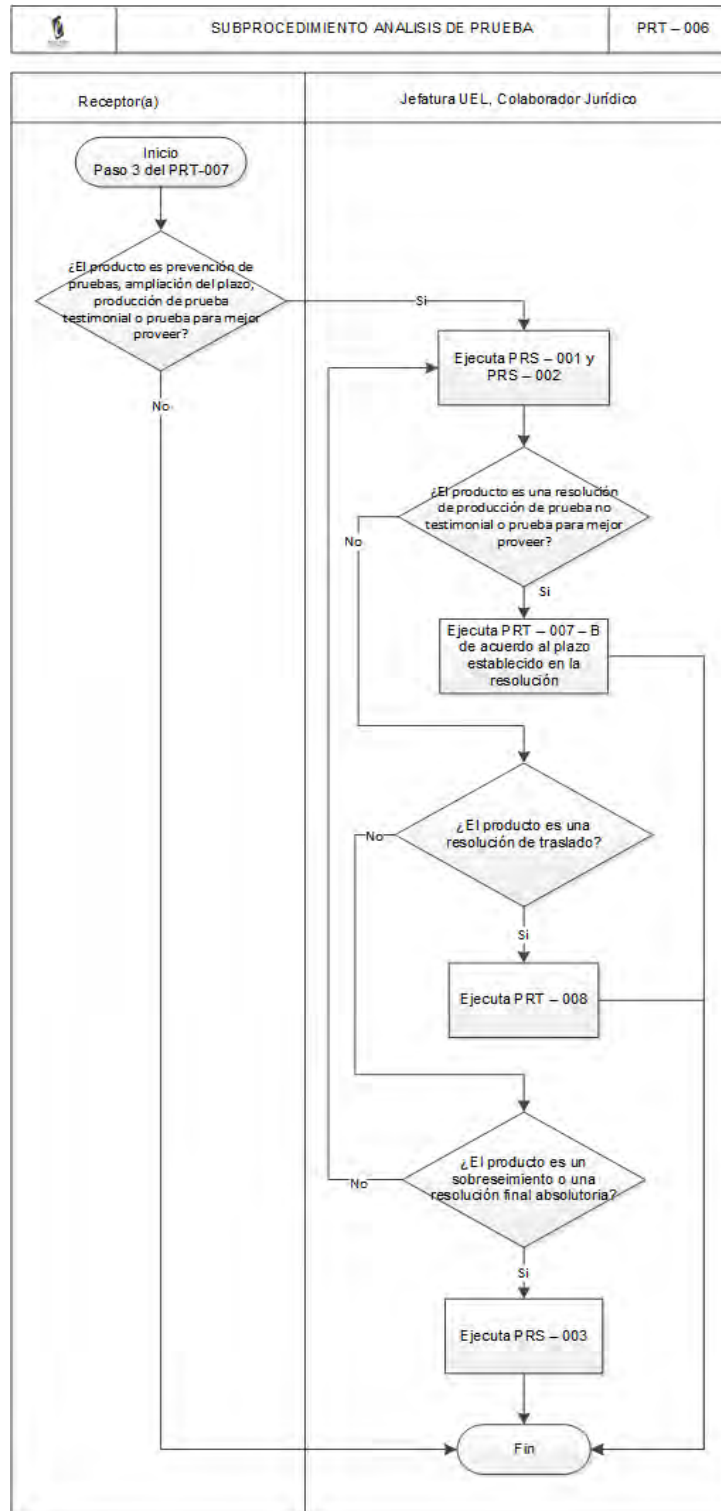 SUBPROCEDIMIENTO ANALISIS DE PRUEBA
PRT – 006
Receptor(a)
Jefatura UEL, Colaborador Jurídico
Inicio
Paso 3 del PRT-007
¿El producto es prevención de
pruebas, ampliación del plazo,
producción de prueba
testimonial o prueba para mejor
proveer?
Si
No
Ejecuta PRS – 001 y
PRS – 002
¿El producto es una resolución
de producción de prueba no
testimonial o prueba para mejor
proveer?
No
Si
Ejecuta PRT – 007 – B
de acuerdo al plazo
establecido en la
resolución
¿El producto es una
resolución de traslado?
No
Si
Ejecuta PRT – 008
¿El producto es un
sobreseimiento o una
resolución final absolutoria?
No
Si
Ejecuta PRS – 003
Fin